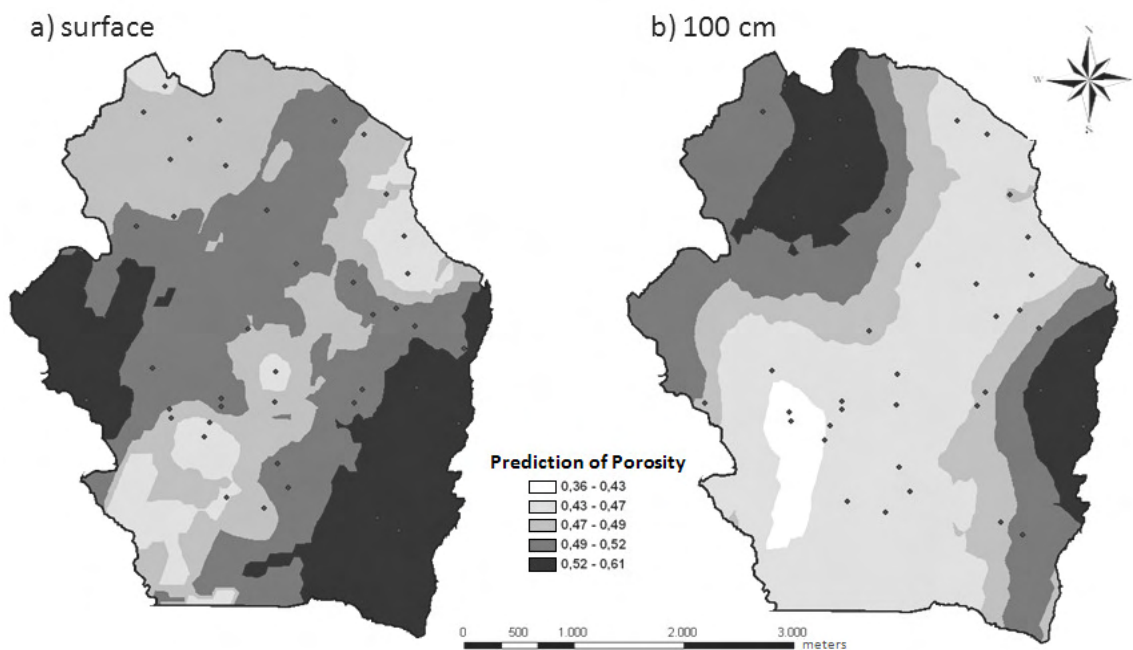 a) surface
b) 100 cm
N
W
S
Prediction of Porosity
0,36 - 0,43
0,43 - 0,47
0,47 - 0,49
0,49 - 0,52
0,52 - 0,61
0 500 1.000 2.000 3.000
meters